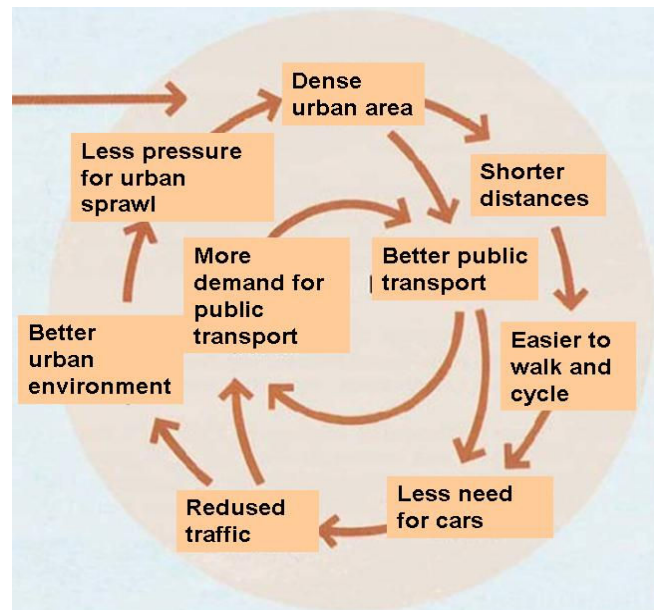 Dense
urban area
Less pressure
for urban
sprawl
Shorter
distances
More
demand for
public
transport
Better public
transport
Better
urban
environment
Easier to
walk and
cycle
Less need
for cars
Redused
traffic